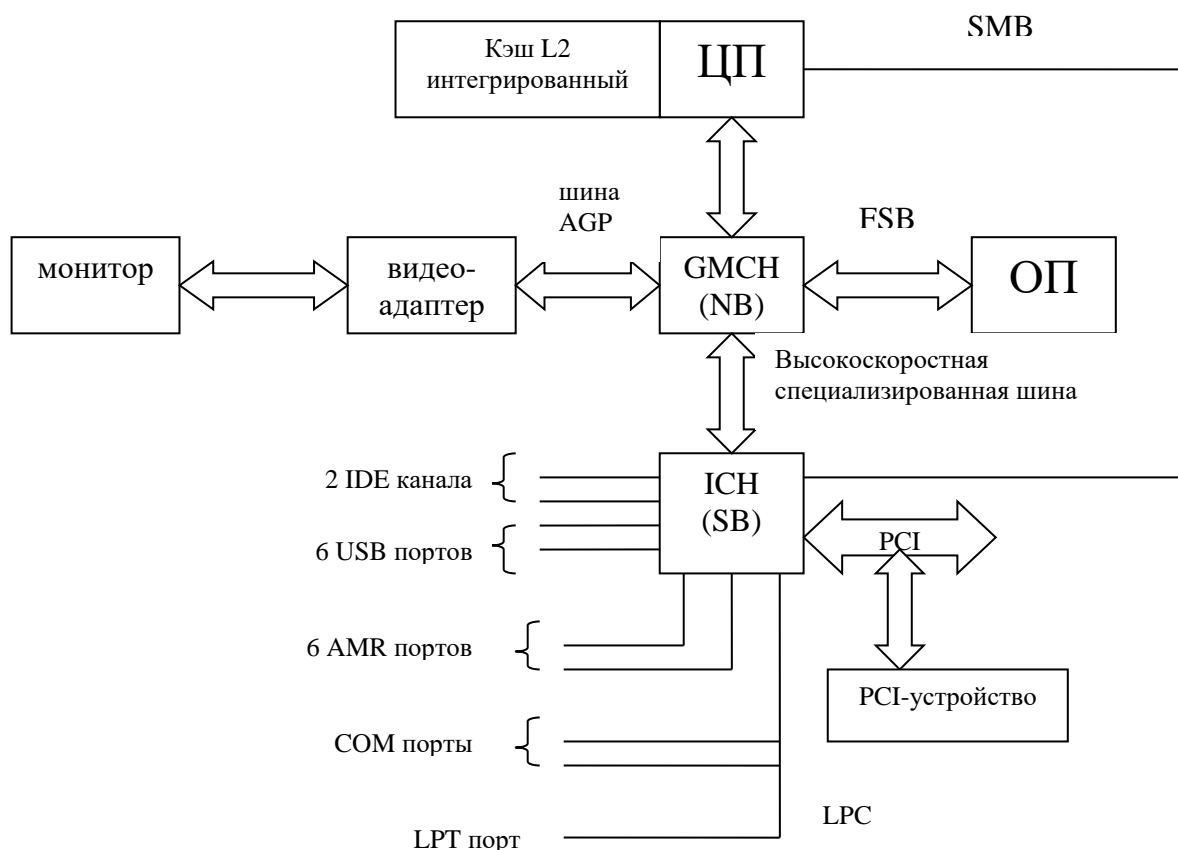 SMB
Кэш L2
интегрированный
ЦП
шина
AGP
FSB
монитор
видео-
адаптер
GMCH
(NB)
ОП
Высокоскоростная
специализированная шина
2 IDE канала
ICH
(SB)
6 USB портов
PCI
6 AMR портов
PCI-устройство
COM порты
LPC
LPT порт